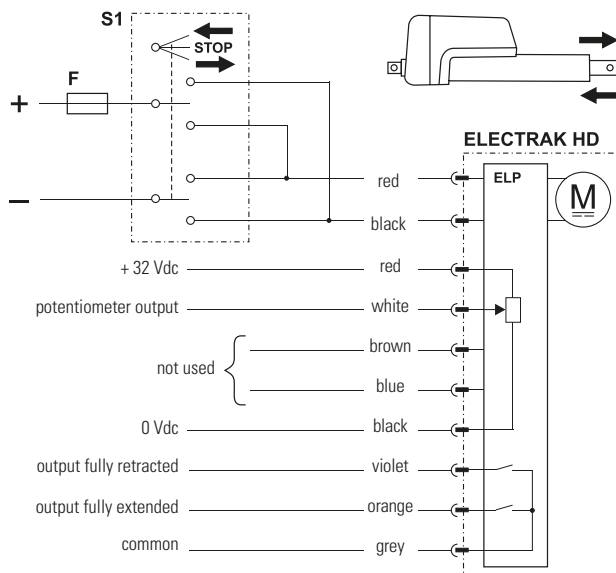 S1
STOP
F
+
–
ELECTRAK HD
ELP
M
red
black
+ 32 Vdc red
potentiometer output white
not used
brown
blue
0 Vdc black
output fully retracted violet
output fully extended orange
common grey